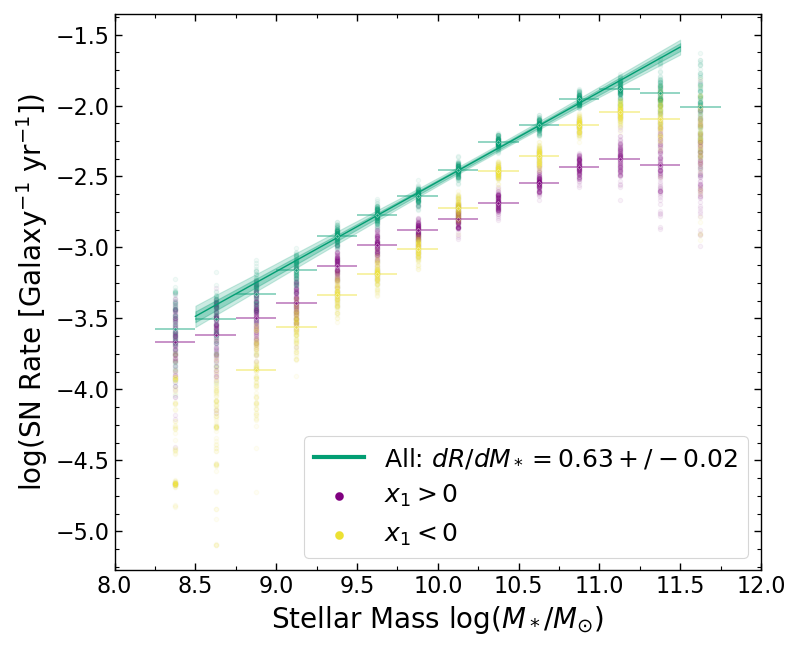 −1.5
−2.0
−2.5
−3.0
−3.5
−4.0
−4.5
−5.0
log(SN Rate [Galaxy⁻¹ yr⁻¹])
All: dR/dM* = 0.63 + / − 0.02
x₁ > 0
x₁ < 0
8.0 8.5 9.0 9.5 10.0 10.5 11.0 11.5 12.0
Stellar Mass log(M*/M⊙)